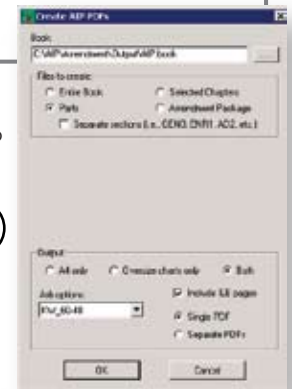 Create AIP PDFs
Book:
C:\AIP\Amendment\Output\AIP.book
Files to create:
Entire Book
Selected Chapters
Parts
Amendment Package
Separate sections (i.e., GEN0, ENR1, AD2, etc.)
Output
All only
Oversize charts only
Both
Job options:
Include ILE pages
Single PDF
Separate PDFs
OK
Cancel